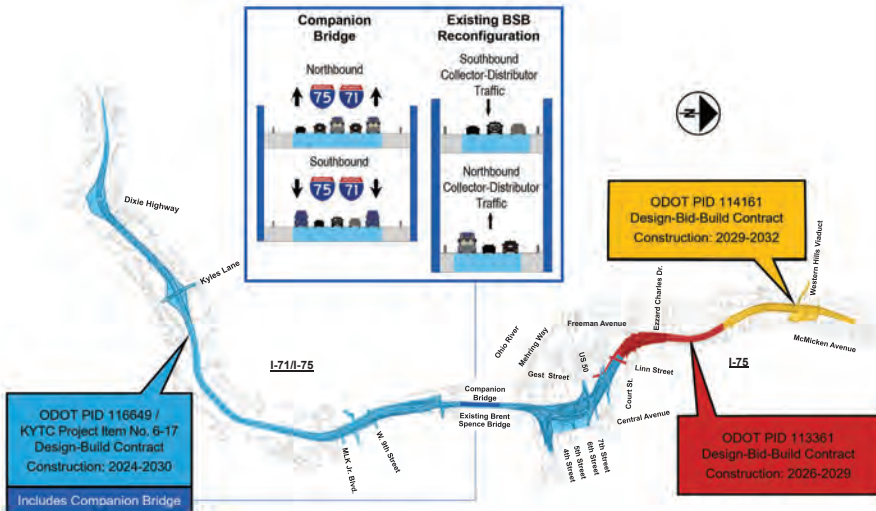 Companion
Bridge
Northbound
75 71
Southbound
75 71
Existing BSB
Reconfiguration
Southbound
Collector-Distributor
Traffic
Northbound
Collector-Distributor
Traffic
N
ODOT PID 114161
Design-Bid-Build Contract
Construction: 2029-2032
Dixie Highway
Kyles Lane
Western Hills Viaduct
Ezzard Charles Dr.
Freeman Avenue
McMicken Avenue
Ohio River
Mehring Way
Gest Street
US 50
Linn Street
I-75
I-71/I-75
Court St.
Companion
Bridge
Existing Brent
Spence Bridge
Central Avenue
MLK Jr. Blvd.
W. 9th Street
4th Street
5th Street
6th Street
7th Street
ODOT PID 116649 /
KYTC Project Item No. 6-17
Design-Build Contract
Construction: 2024-2030
Includes Companion Bridge
ODOT PID 113361
Design-Bid-Build Contract
Construction: 2026-2029